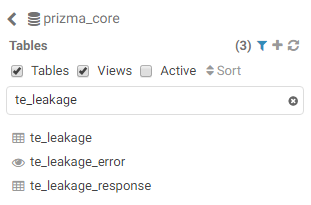 prizma_core
Tables (3)
Tables Views Active Sort
te_leakage
te_leakage
te_leakage_error
te_leakage_response